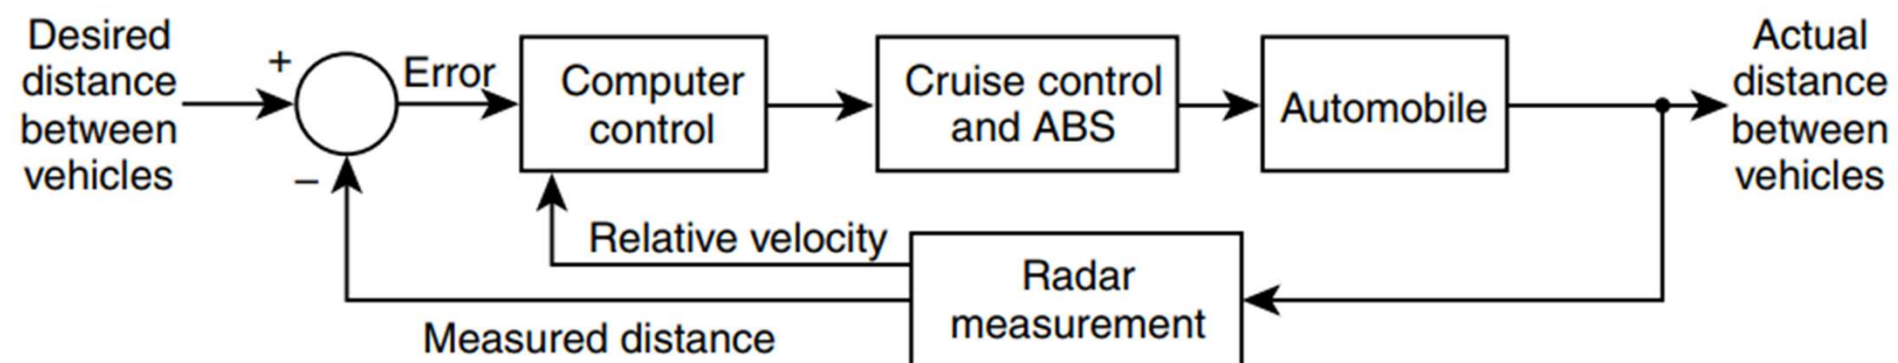 Desired
distance
between
vehicles
+
−
Error
Computer
control
Cruise control
and ABS
Automobile
Actual
distance
between
vehicles
Relative velocity
Radar
measurement
Measured distance